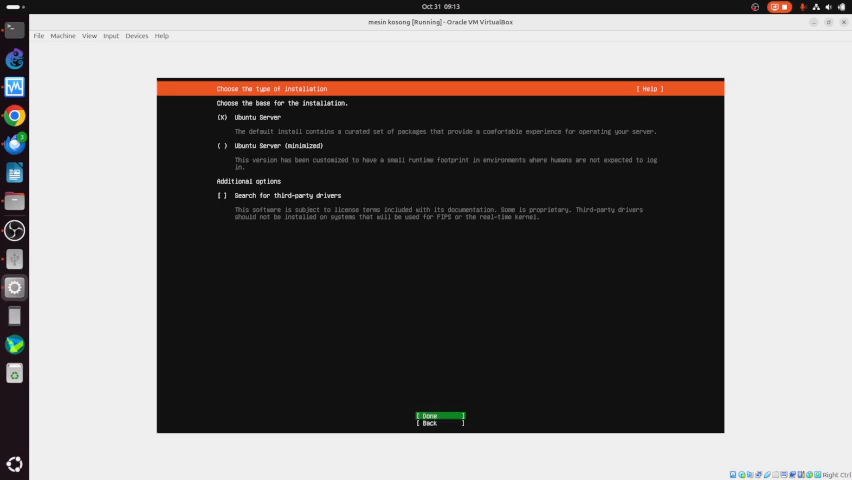 Oct 31 09:13
mesin kosong [Running] - Oracle VM VirtualBox
File Machine View Input Devices Help
Choose the type of installation [ Help ]
Choose the base for the installation.
(X) Ubuntu Server
The default install contains a curated set of packages that provide a comfortable experience for operating your server.
( ) Ubuntu Server (minimized)
This version has been customized to have a small runtime footprint in environments where humans are not expected to log
in.
Additional options
[ ] Search for third-party drivers
This software is subject to license terms included with its documentation. Some is proprietary. Third-party drivers
should not be installed on systems that will be used for FIPS or the real-time kernel.
[ Done ]
[ Back ]
3
Right Ctrl